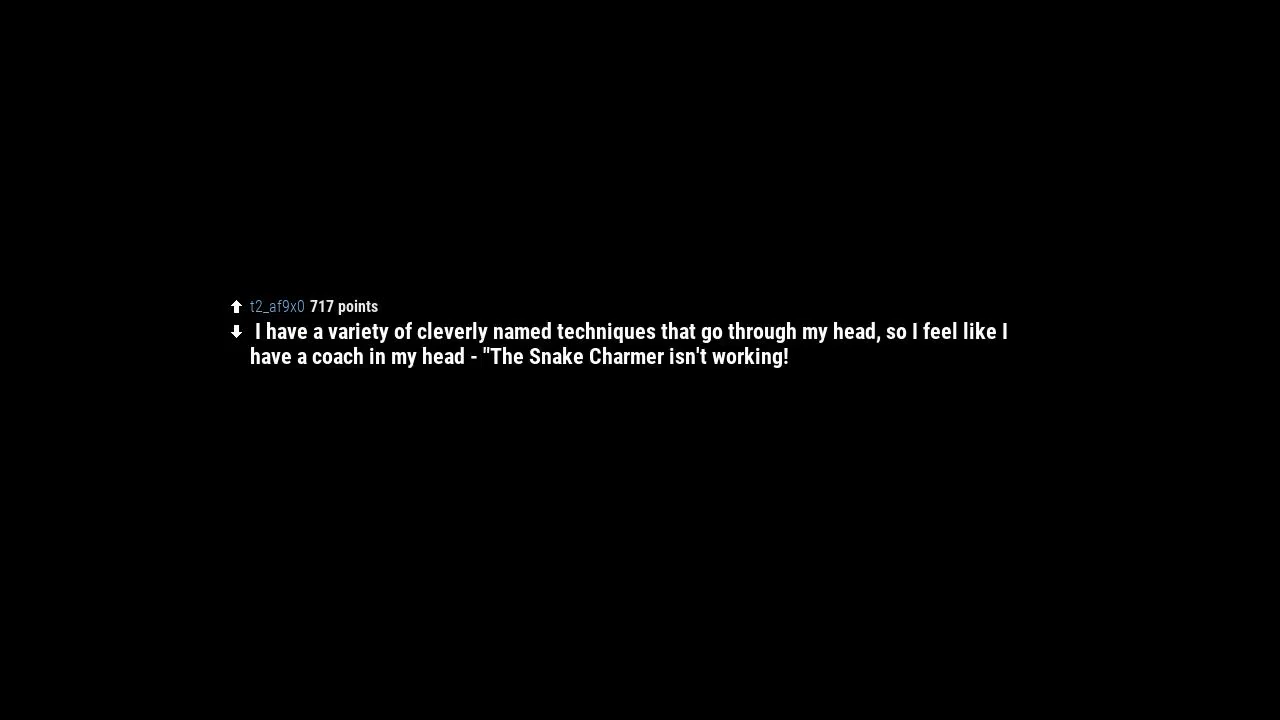 t2_af9x0 717 points
I have a variety of cleverly named techniques that go through my head, so I feel like I
have a coach in my head - "The Snake Charmer isn't working!